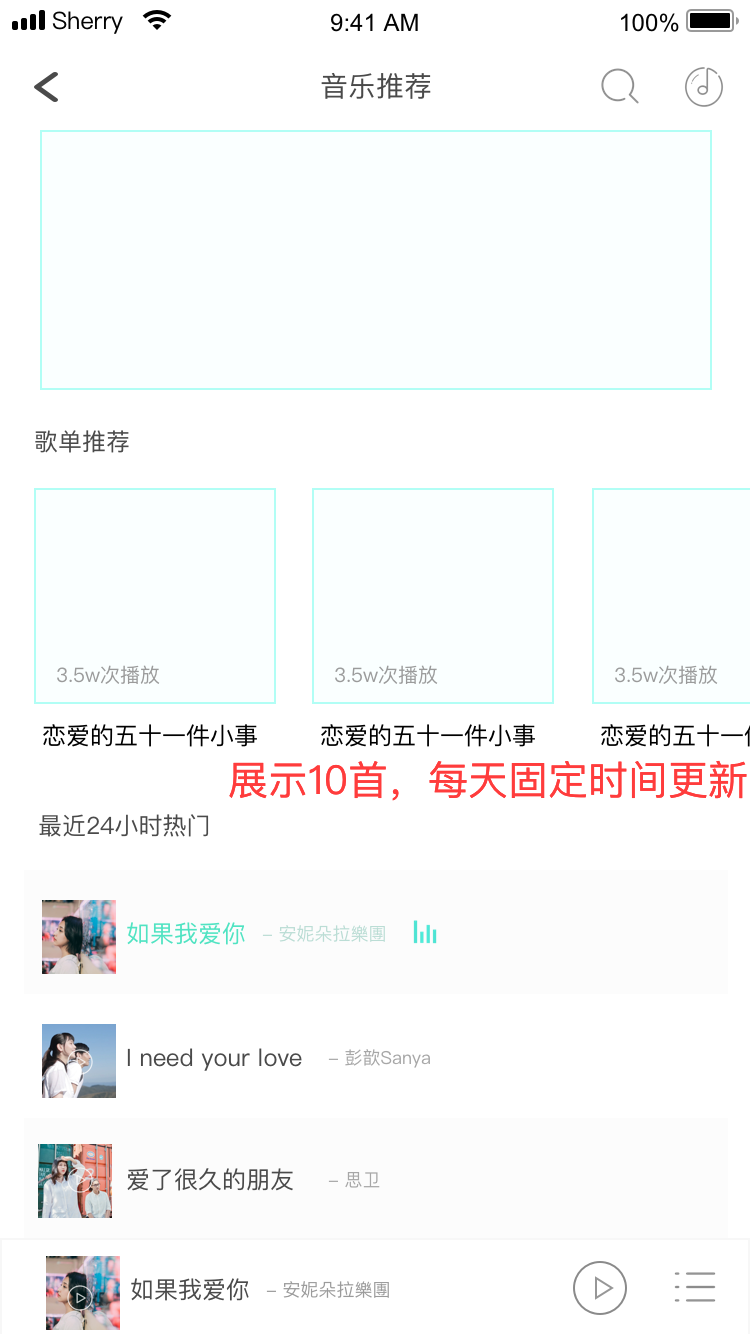 Sherry 9:41 AM 100%
音乐推荐
歌单推荐
3.5w次播放 3.5w次播放 3.5w次播放
恋爱的五十一件小事 恋爱的五十一件小事 恋爱的五十一
展示10首，每天固定时间更新
最近24小时热门
如果我爱你 – 安妮朵拉樂團
I need your love – 彭歆Sanya
爱了很久的朋友 – 思卫
如果我爱你 – 安妮朵拉樂團